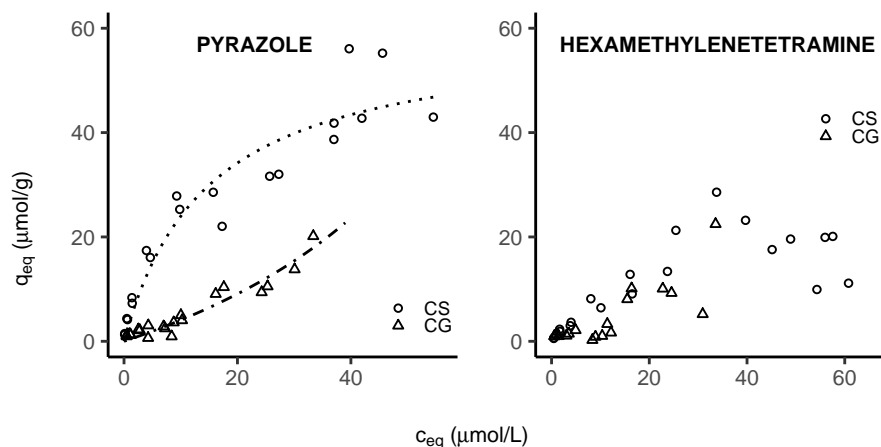 PYRAZOLE
60
40
20
0
0
20
40
CS
CG
q_eq (μmol/g)
HEXAMETHYLENETETRAMINE
60
40
20
0
0
20
40
60
CS
CG
c_eq (μmol/L)